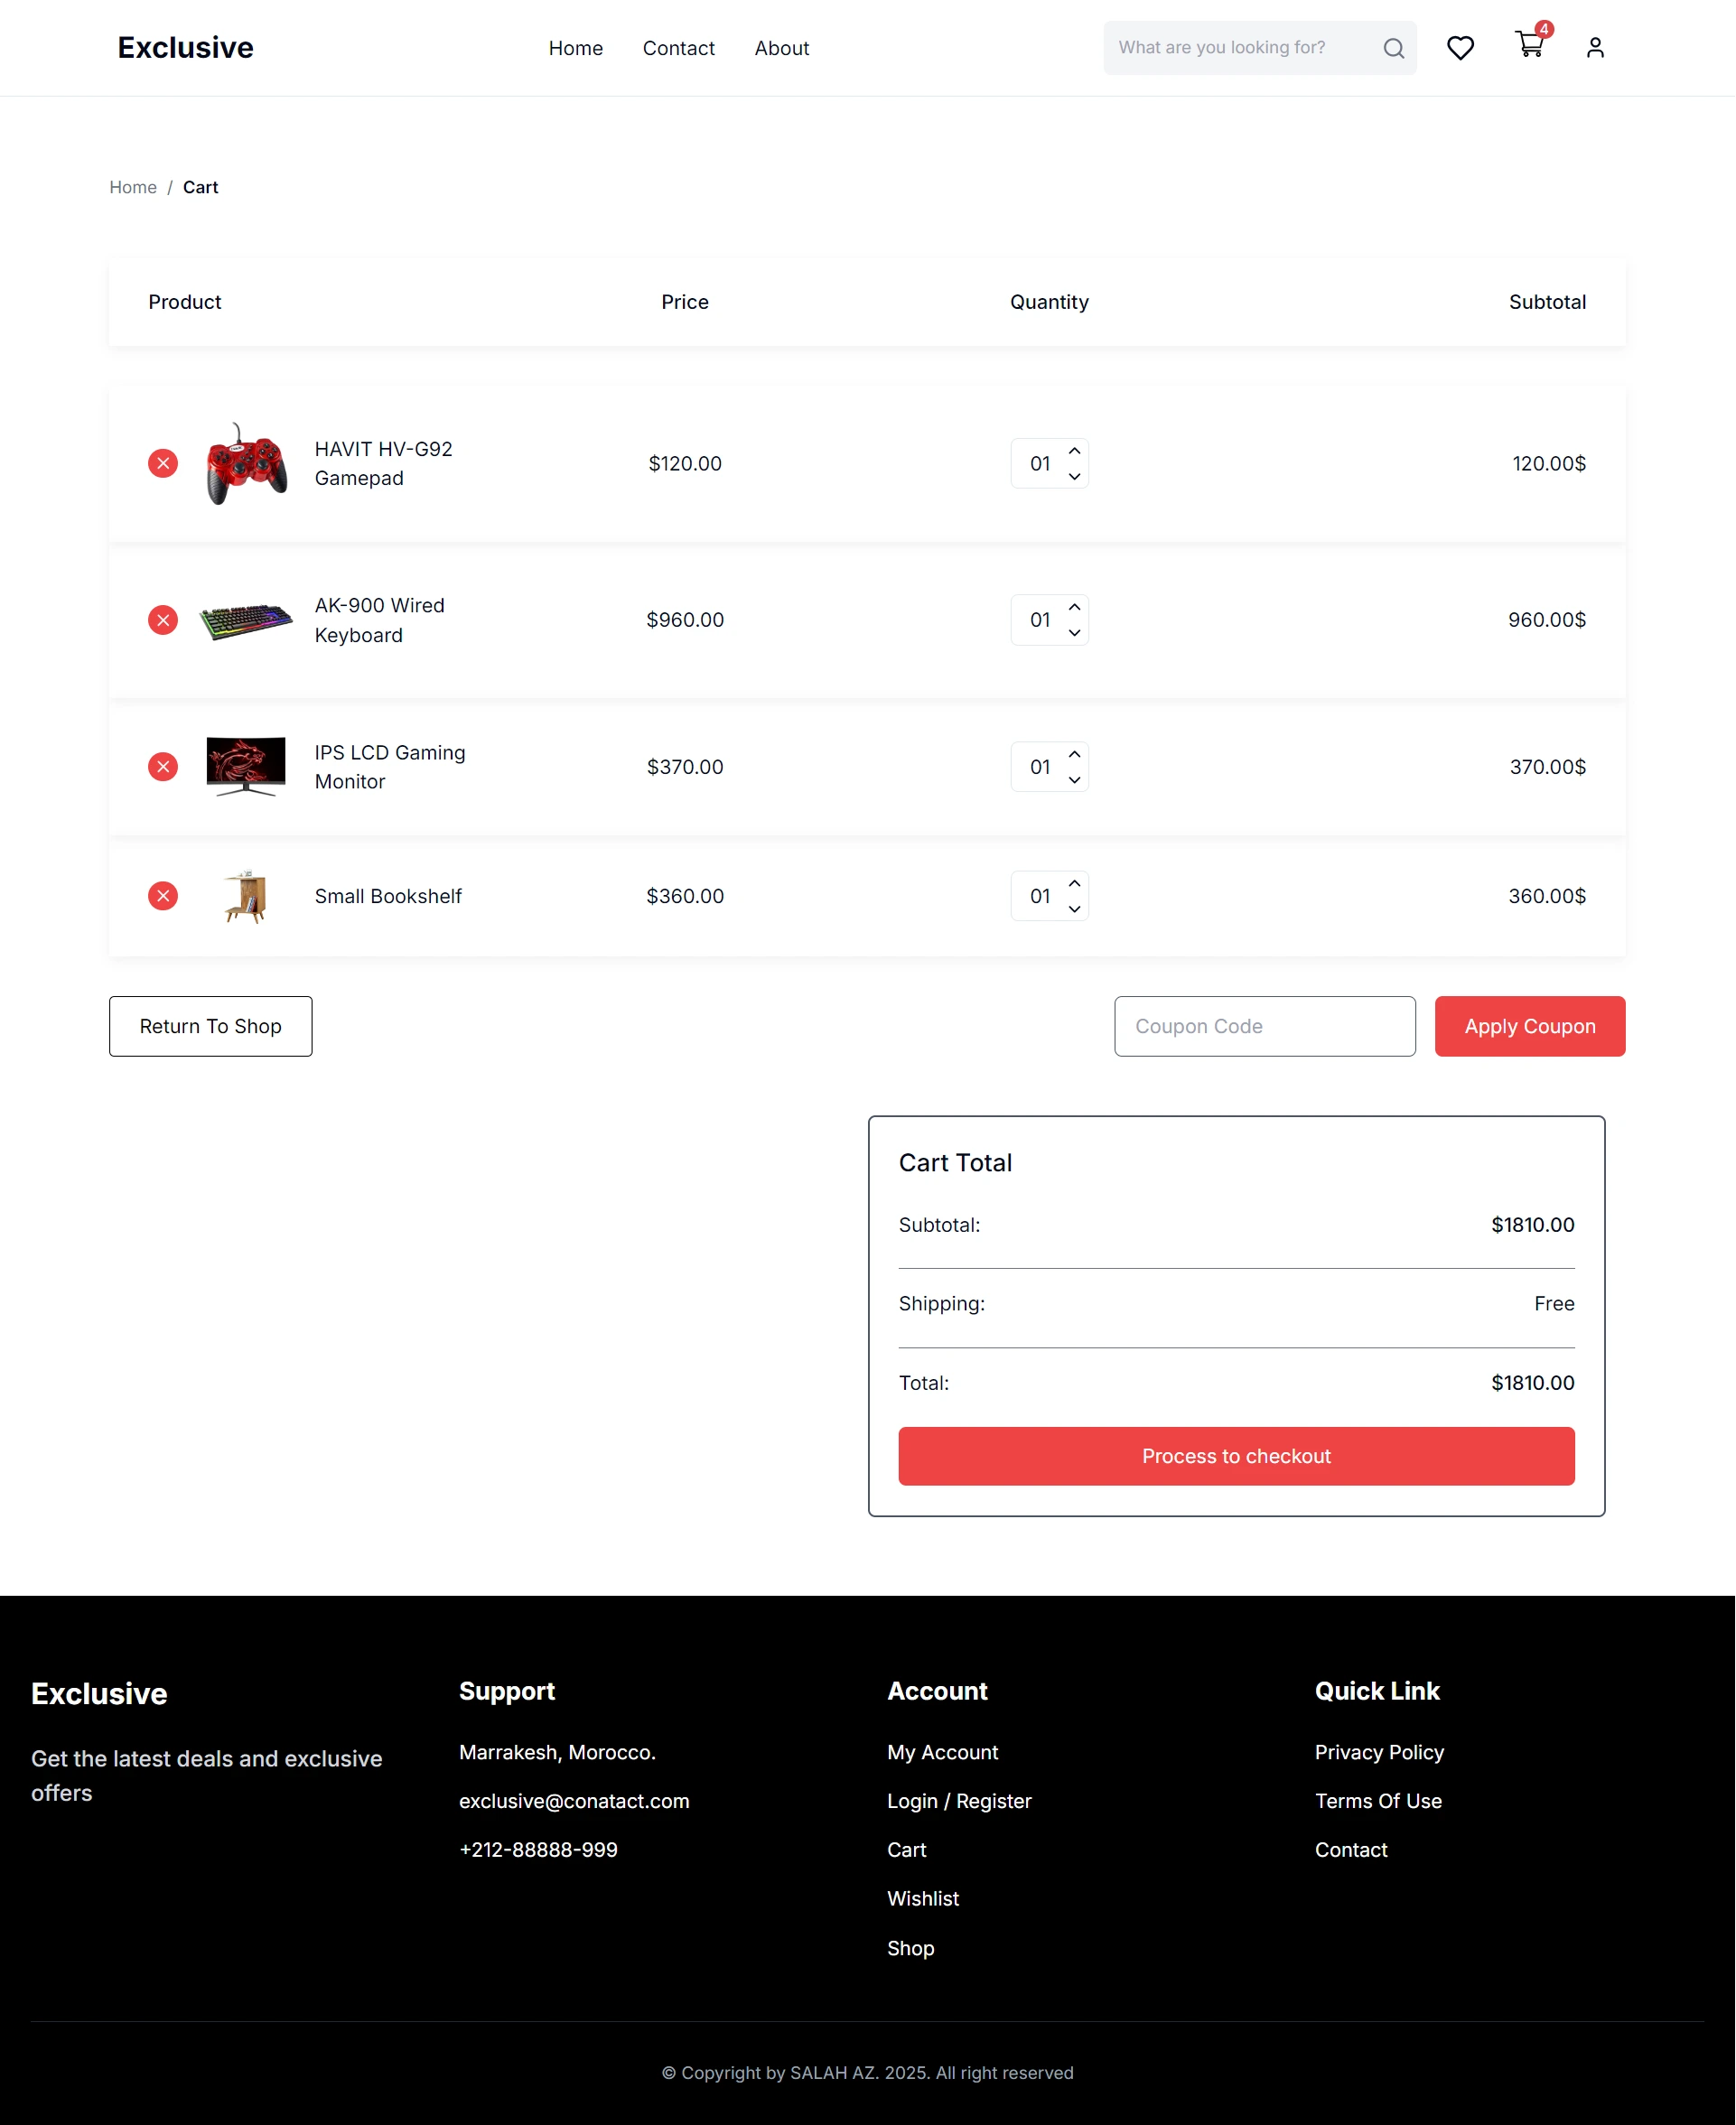 Exclusive
Home Contact About
What are you looking for?
4
Home / Cart
Product Price Quantity Subtotal
HAVIT HV-G92
Gamepad
$120.00 01 120.00$
AK-900 Wired
Keyboard
$960.00 01 960.00$
IPS LCD Gaming
Monitor
$370.00 01 370.00$
Small Bookshelf $360.00 01 360.00$
Return To Shop
Coupon Code
Apply Coupon
Cart Total
Subtotal: $1810.00
Shipping: Free
Total: $1810.00
Process to checkout
Exclusive
Get the latest deals and exclusive
offers
Support
Marrakesh, Morocco.
exclusive@conatact.com
+212-88888-999
Account
My Account
Login / Register
Cart
Wishlist
Shop
Quick Link
Privacy Policy
Terms Of Use
Contact
© Copyright by SALAH AZ. 2025. All right reserved